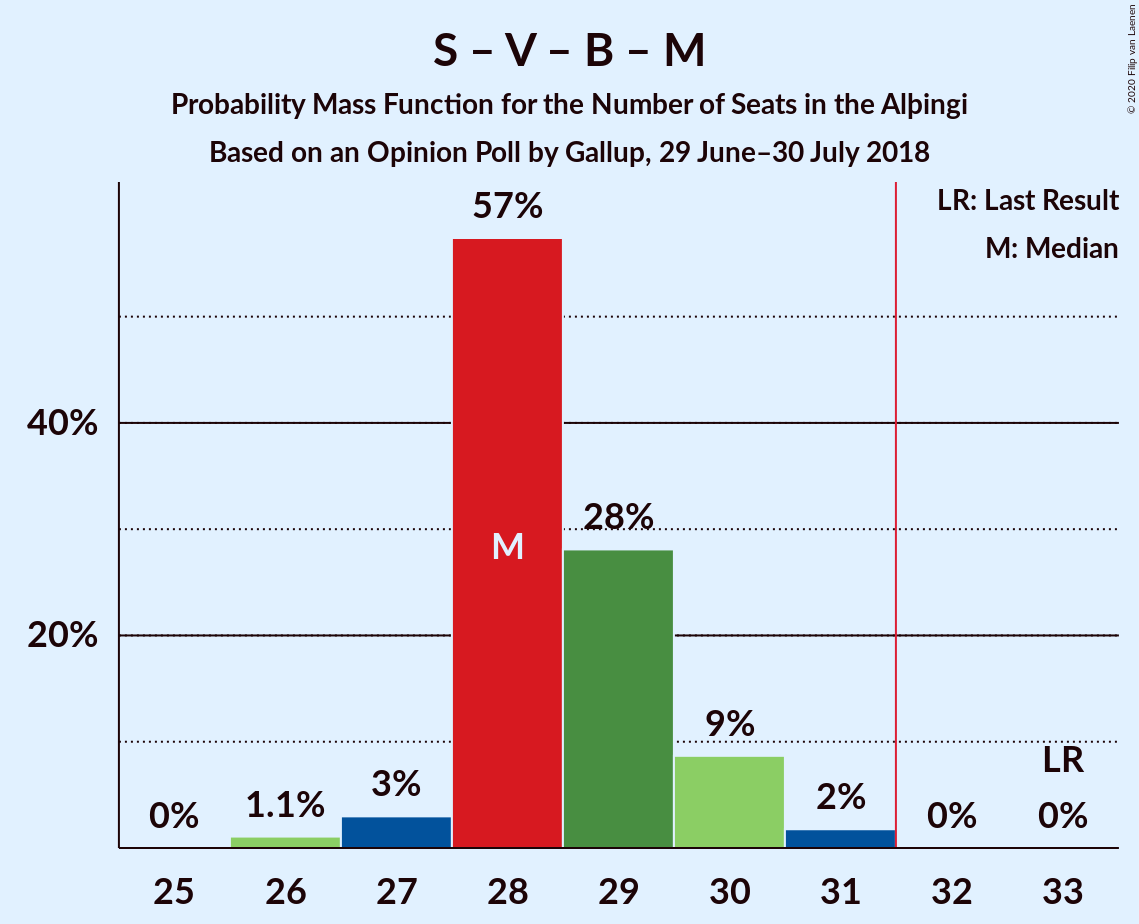 S – V – B – M
Probability Mass Function for the Number of Seats in the Alþingi
Based on an Opinion Poll by Gallup, 29 June–30 July 2018
© 2020 Filip van Laenen
LR: Last Result
M: Median
57%
40%
28%
M
20%
9%
LR
3%
2%
1.1%
0%
0%
0%
25 26 27 28 29 30 31 32 33